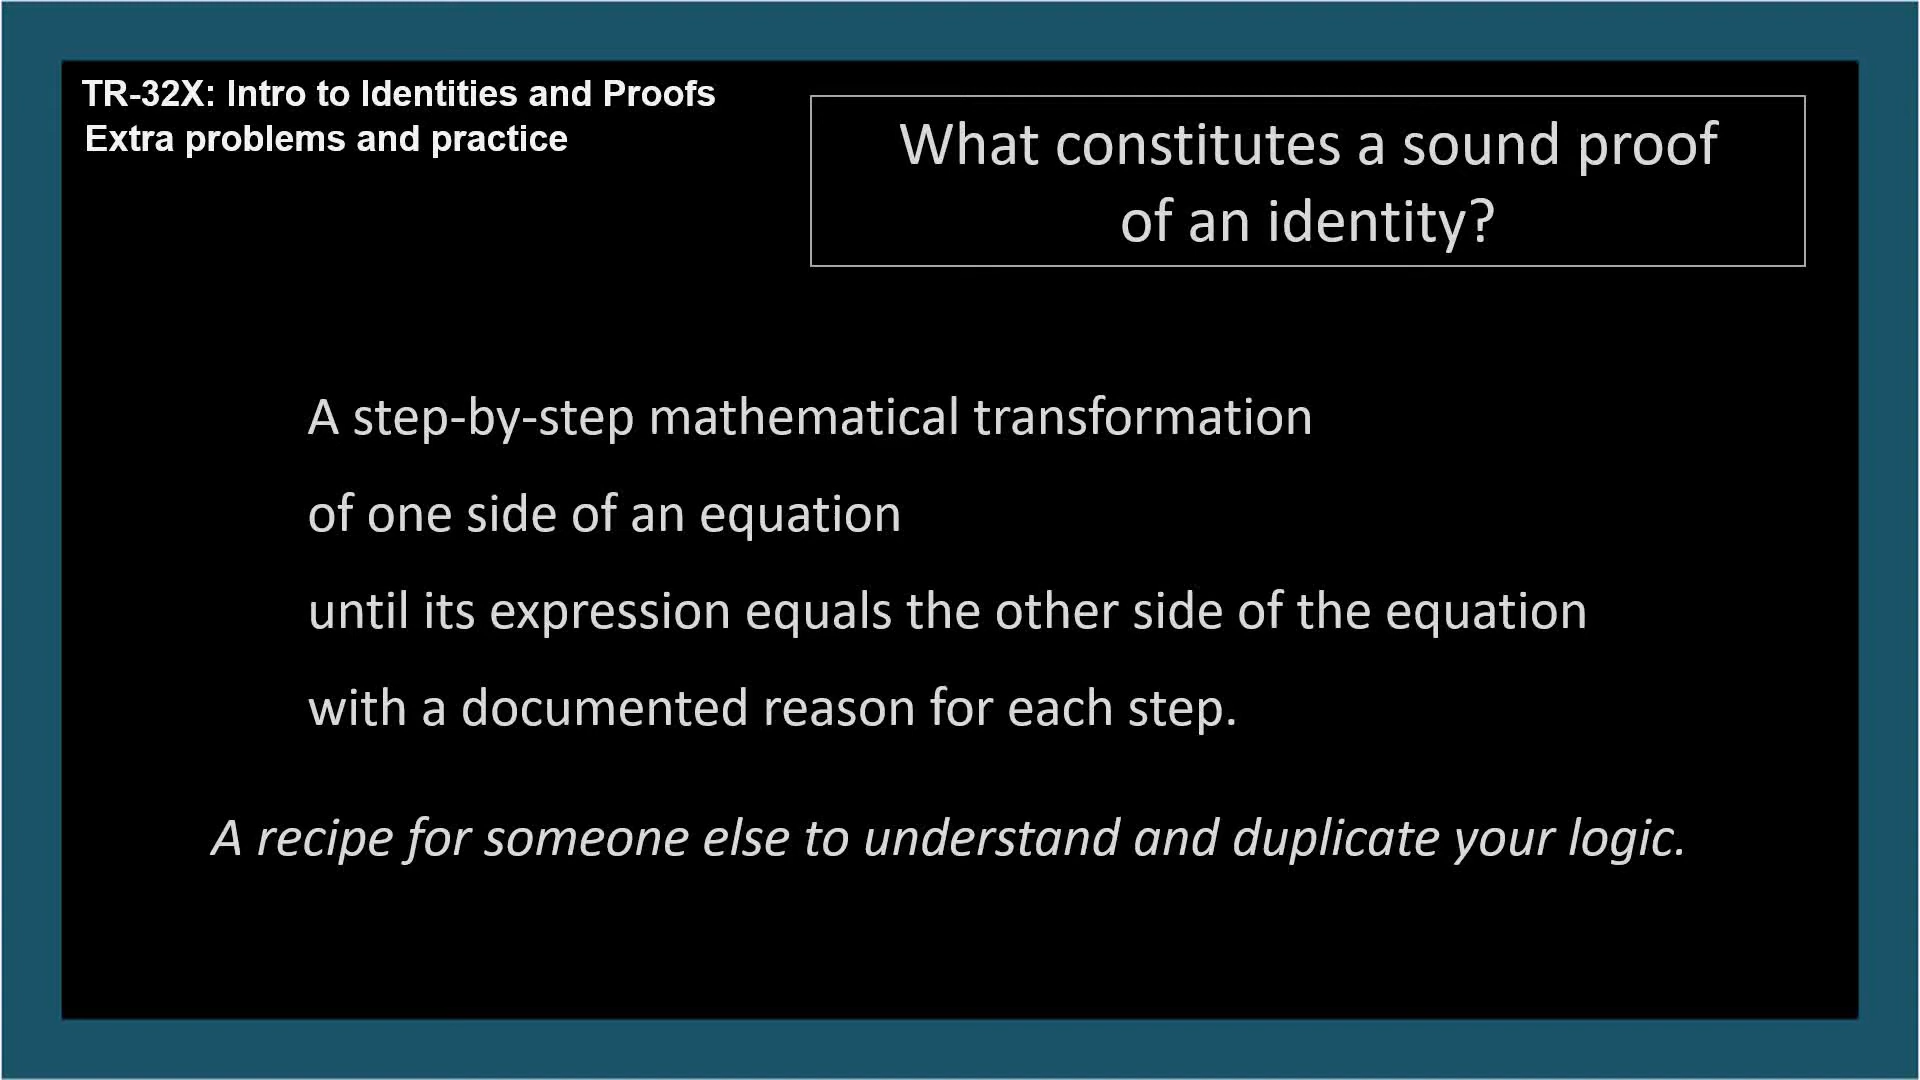 TR-32X: Intro to Identities and Proofs
Extra problems and practice
What constitutes a sound proof
of an identity?
A step-by-step mathematical transformation
of one side of an equation
until its expression equals the other side of the equation
with a documented reason for each step.
A recipe for someone else to understand and duplicate your logic.